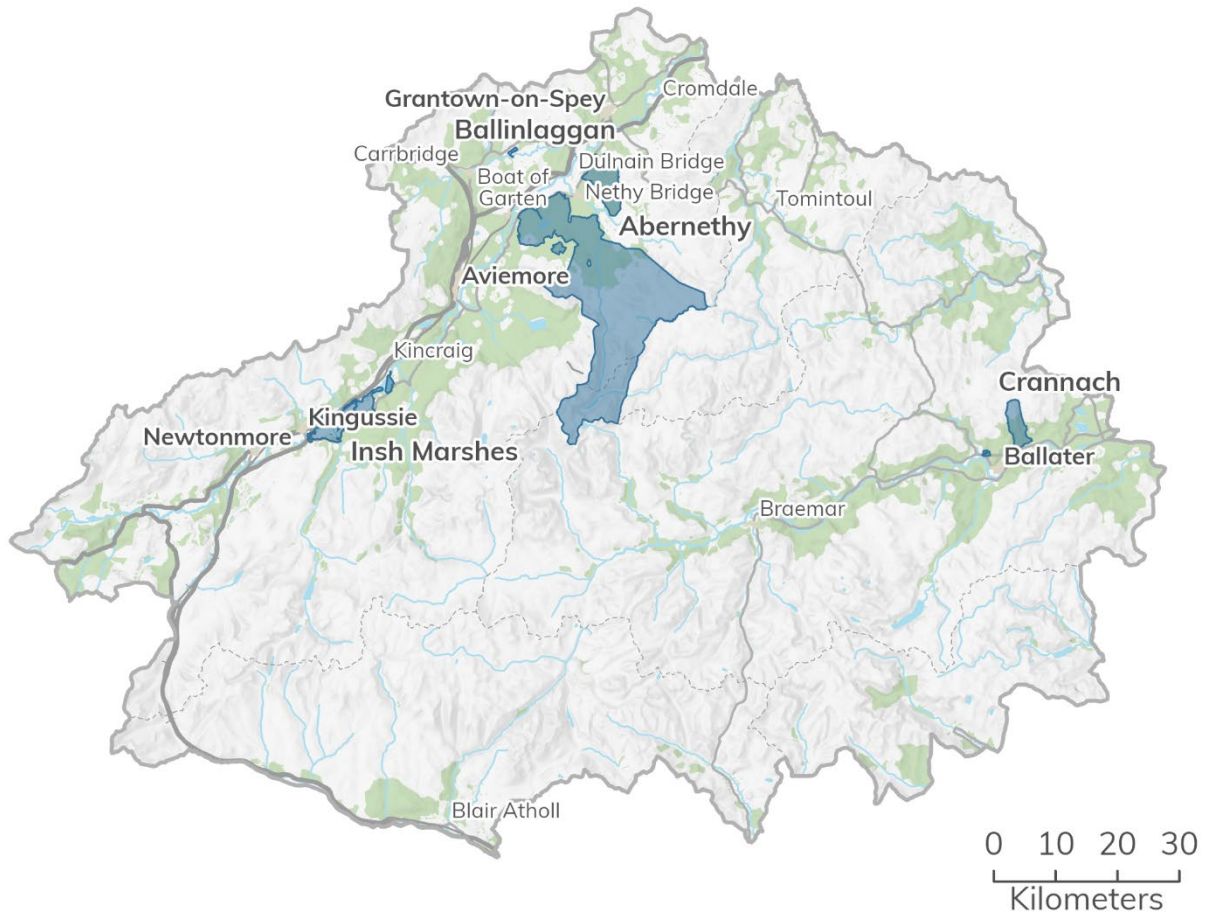 Cromdale
Grantown-on-Spey
Ballinlaggan
Carrbridge
Dulnain Bridge
Boat of
Garten
Nethy Bridge
Tomintoul
Abernethy
Aviemore
Kincraig
Crannach
Kingussie
Newtonmore
Insh Marshes
Ballater
Braemar
Blair Atholl
0 10 20 30
Kilometers